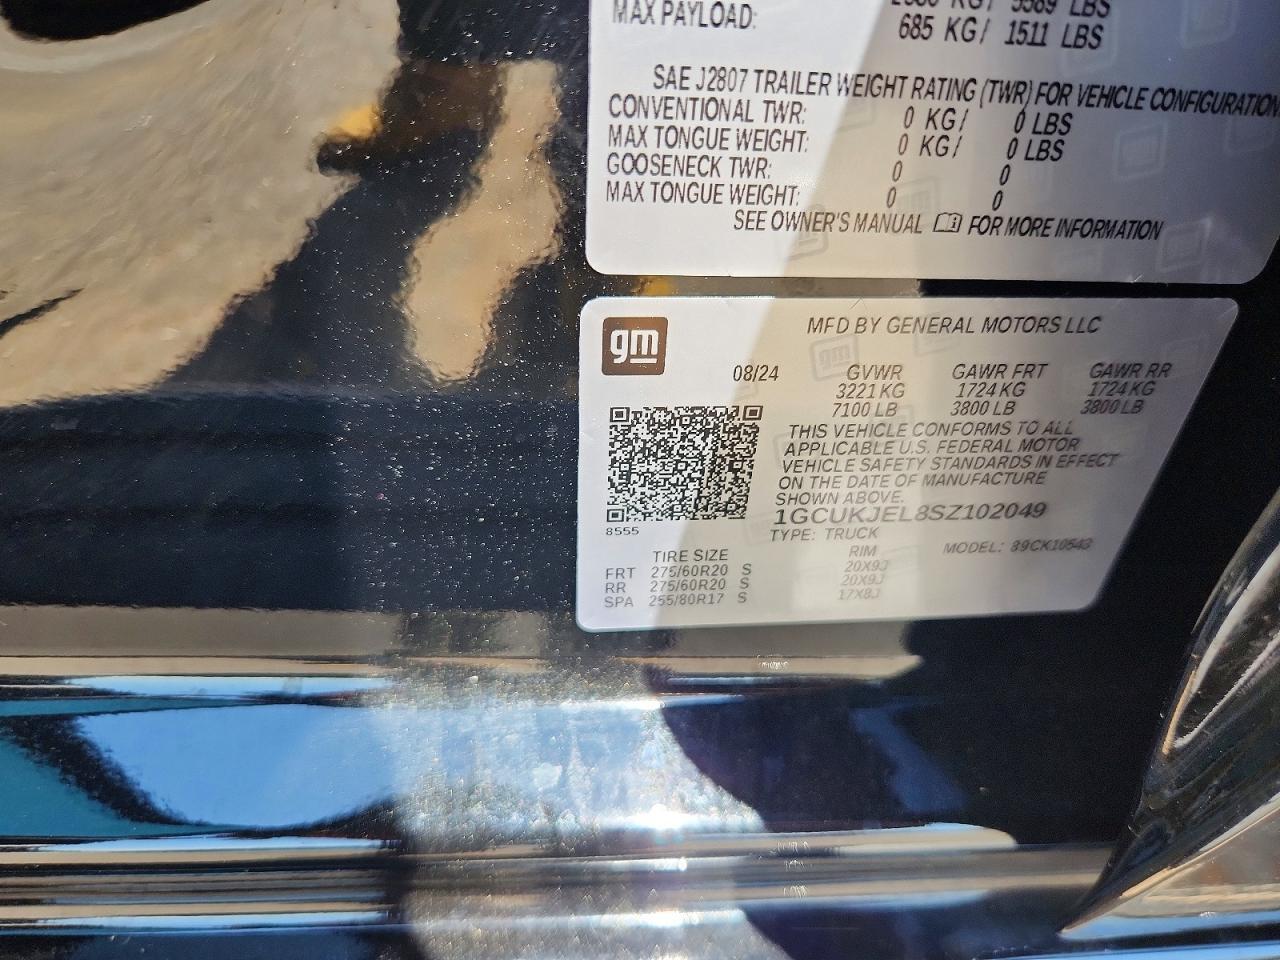 MAX PAYLOAD: 685 KG/ 1511 LBS
SAE J2807 TRAILER WEIGHT RATING (TWR) FOR VEHICLE CONFIGURATION
CONVENTIONAL TWR: 0 KG/ 0 LBS
MAX TONGUE WEIGHT: 0 KG/ 0 LBS
GOOSENECK TWR: 0 0
MAX TONGUE WEIGHT: 0 0
SEE OWNER'S MANUAL FOR MORE INFORMATION
gm
MFD BY GENERAL MOTORS LLC
08/24 GVWR GAWR FRT GAWR RR
3221 KG 1724 KG 1724 KG
7100 LB 3800 LB 3800 LB
THIS VEHICLE CONFORMS TO ALL
APPLICABLE U.S. FEDERAL MOTOR
VEHICLE SAFETY STANDARDS IN EFFECT
ON THE DATE OF MANUFACTURE
SHOWN ABOVE.
1GCUKJEL8SZ102049
8555
TYPE: TRUCK MODEL: 89CK10543
TIRE SIZE RIM
FRT 275/60R20 S 20X9J
RR 275/60R20 S 20X9J
SPA 255/80R17 S 17X8J